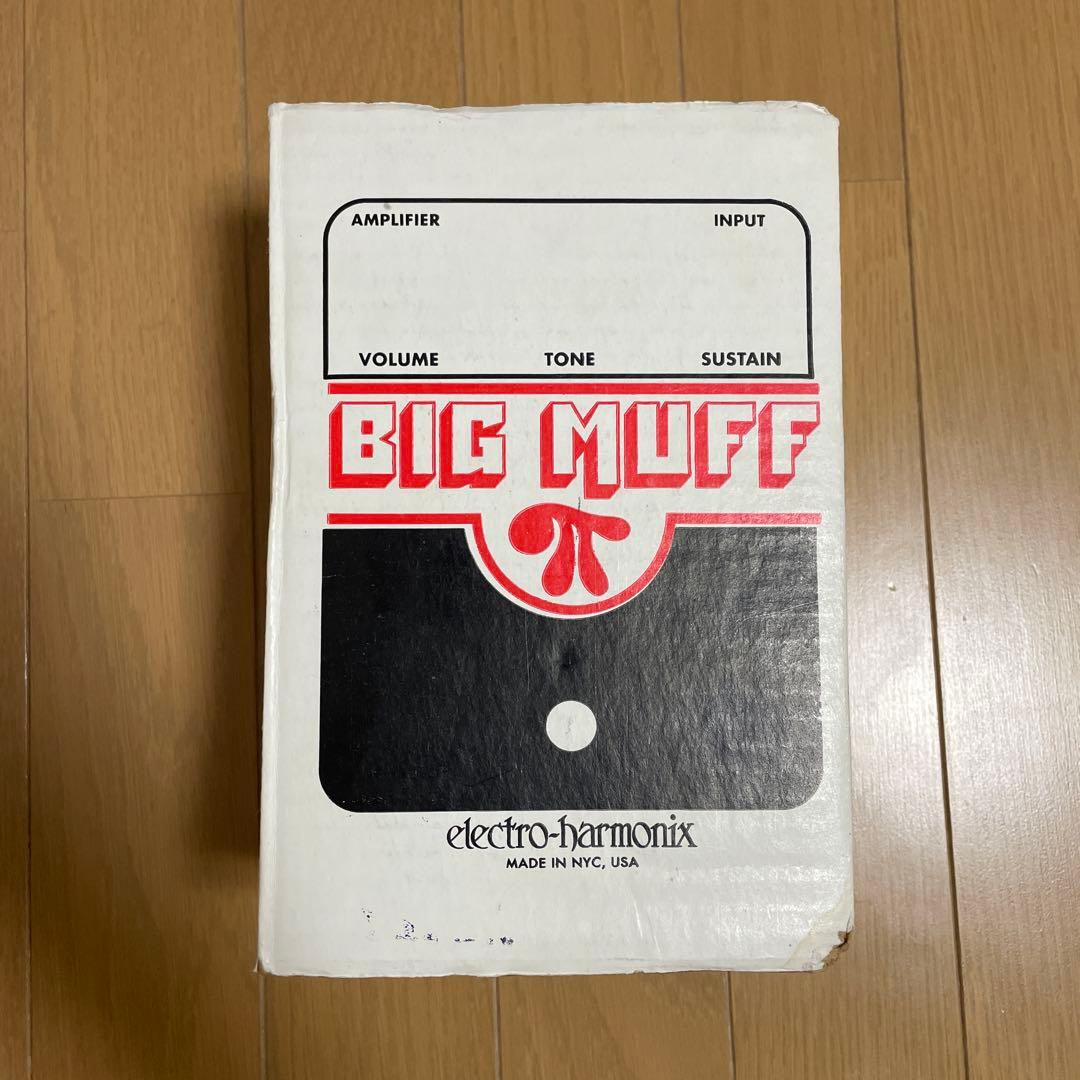 AMPLIFIER INPUT
VOLUME TONE SUSTAIN
BIG MUFF
π
electro-harmonix
MADE IN NYC, USA